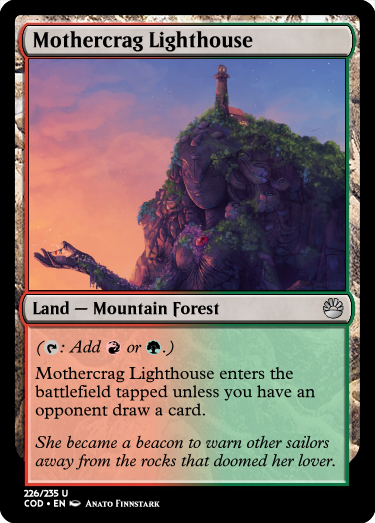 Mothercrag Lighthouse
Land — Mountain Forest
(: Add or .)
Mothercrag Lighthouse enters the
battlefield tapped unless you have an
opponent draw a card.
She became a beacon to warn other sailors
away from the rocks that doomed her lover.
226/235 U
COD • EN Anato Finnstark